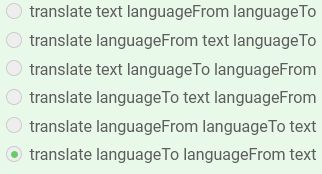 translate text languageFrom languageTo
translate languageFrom text languageTo
translate text languageTo languageFrom
translate languageTo text languageFrom
translate languageFrom languageTo text
translate languageTo languageFrom text